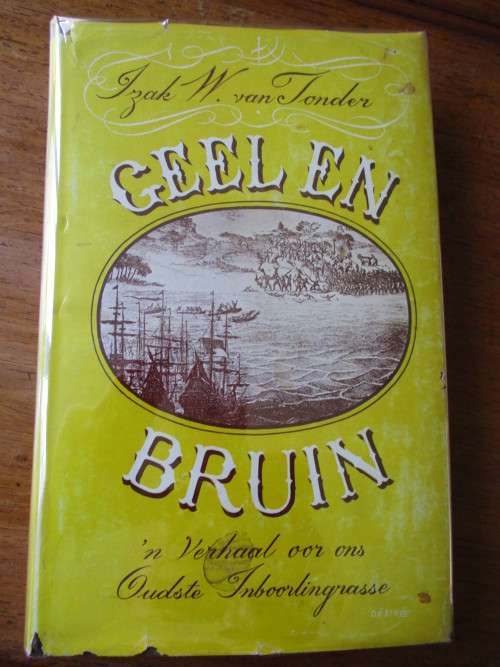 Izak W. van Tonder
GEEL EN
BRUIN
'n Verhaal oor ons
Oudste Inboorlingrasse